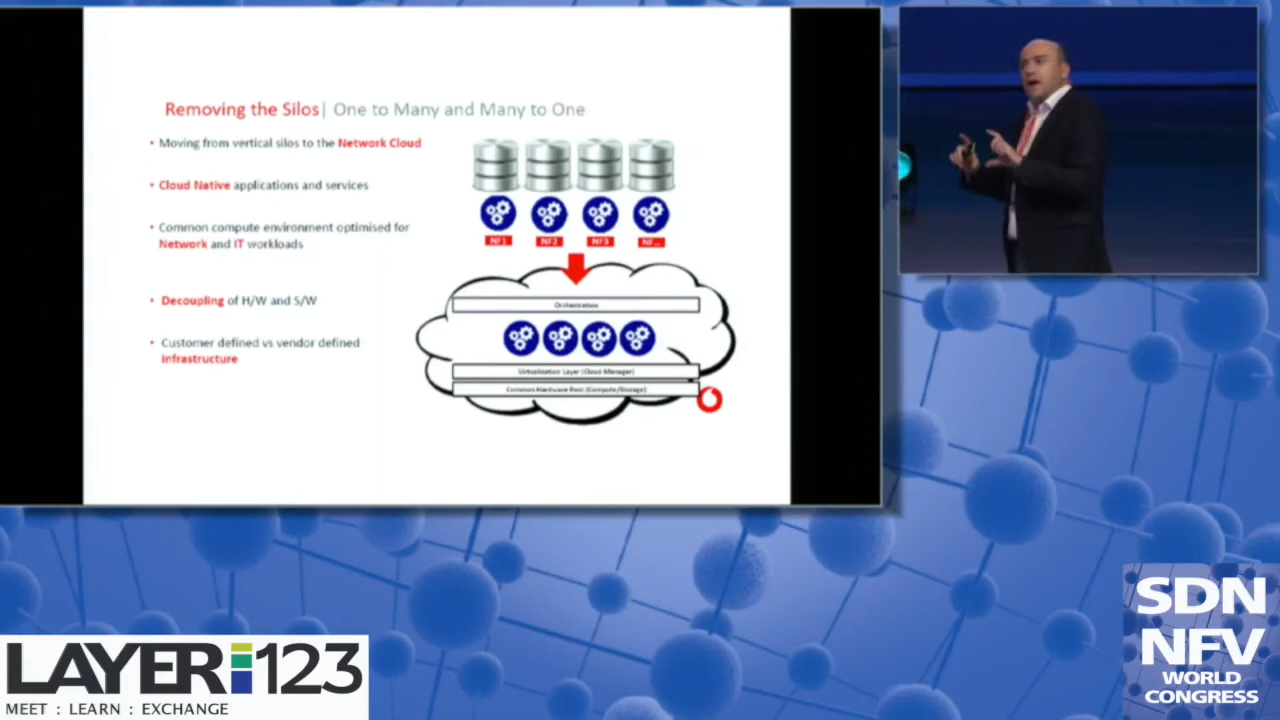 Removing the Silos| One to Many and Many to One
• Moving from vertical silos to the Network Cloud
• Cloud Native applications and services
• Common compute environment optimised for
Network and IT workloads
• Decoupling of H/W and S/W
• Customer defined vs vendor defined
infrastructure
NF1 NF2 NF3 NF...
Orchestration
Virtualization Layer (Cloud Manager)
Common Hardware Pool (Compute/Storage)
LAYER123
MEET : LEARN : EXCHANGE
SDN
NFV
WORLD
CONGRESS